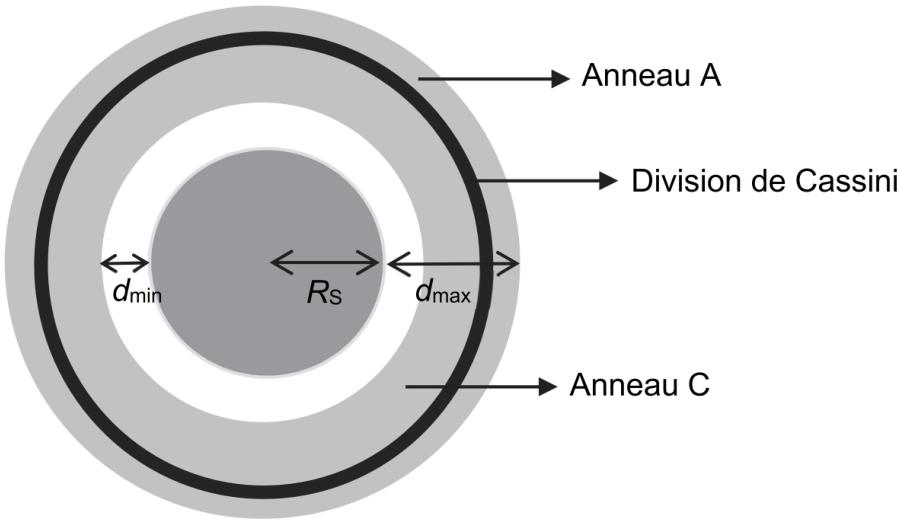 Anneau A
Division de Cassini
dmin
RS
dmax
Anneau C